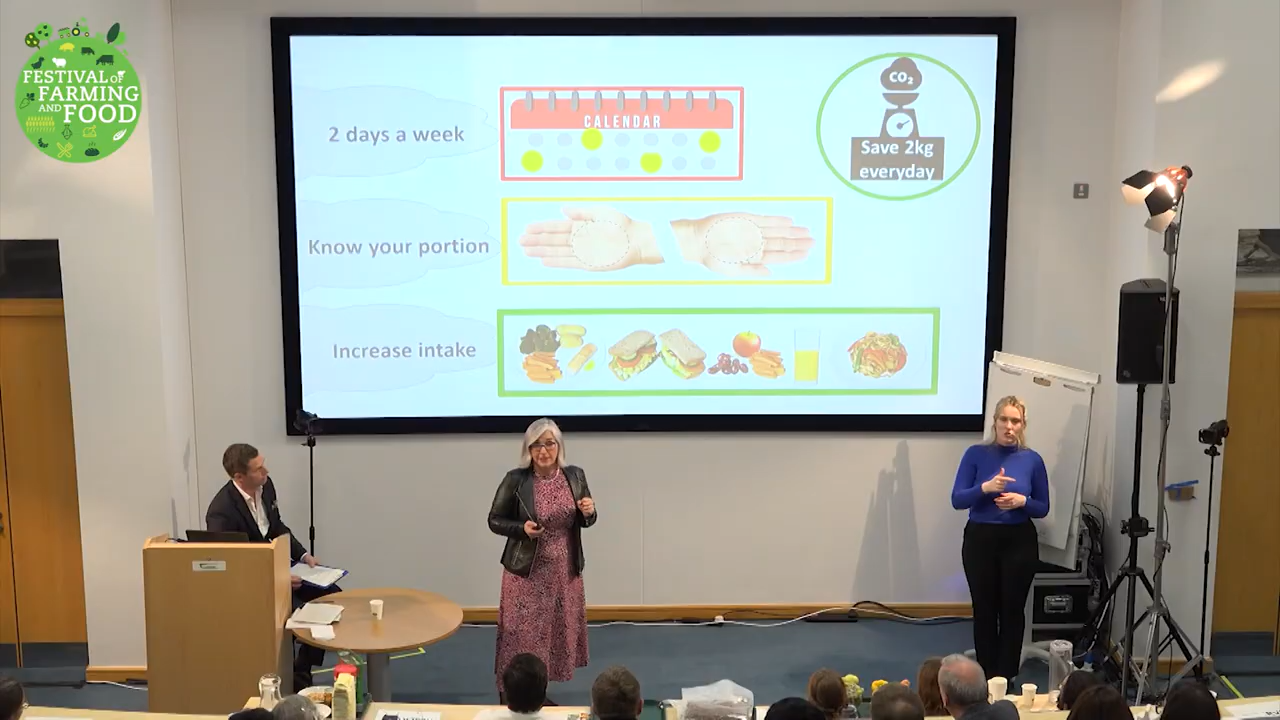 FESTIVAL OF
FARMING
AND FOOD
2 days a week
CALENDAR
CO₂
Save 2kg
everyday
Know your portion
Increase intake